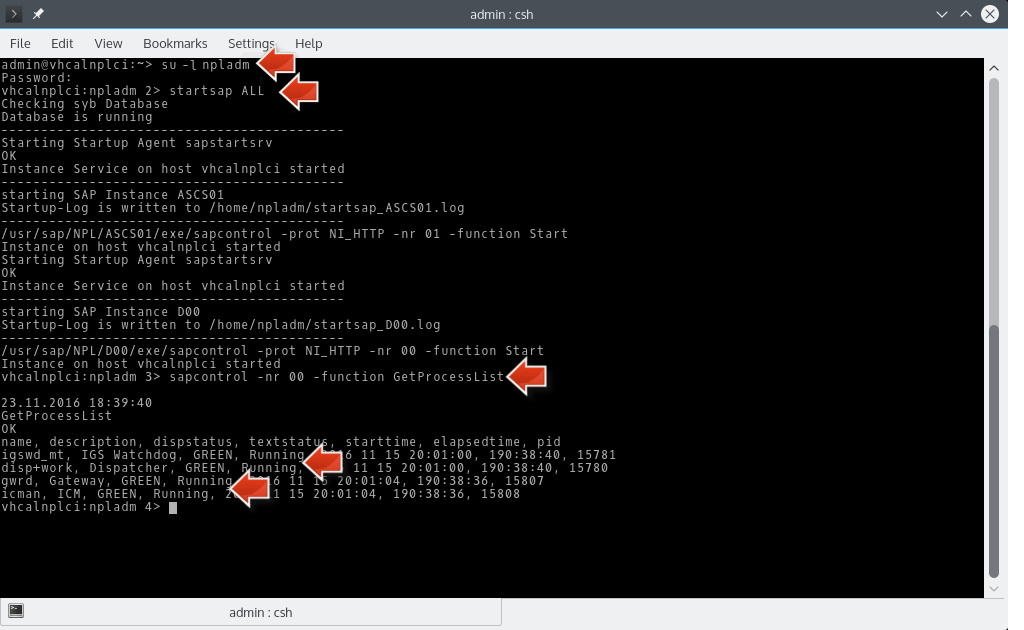 admin : csh
File Edit View Bookmarks Settings Help
admin@vhcalnplci:~> su -l npladm
Password:
vhcalnplci:npladm 2> startsap ALL
Checking syb Database
Database is running
-------------------------------------------
Starting Startup Agent sapstartsrv
OK
Instance Service on host vhcalnplci started
-------------------------------------------
starting SAP Instance ASCS01
Startup-Log is written to /home/npladm/startsap_ASCS01.log
-------------------------------------------
/usr/sap/NPL/ASCS01/exe/sapcontrol -prot NI_HTTP -nr 01 -function Start
Instance on host vhcalnplci started
Starting Startup Agent sapstartsrv
OK
Instance Service on host vhcalnplci started
-------------------------------------------
starting SAP Instance D00
Startup-Log is written to /home/npladm/startsap_D00.log
-------------------------------------------
/usr/sap/NPL/D00/exe/sapcontrol -prot NI_HTTP -nr 00 -function Start
Instance on host vhcalnplci started
vhcalnplci:npladm 3> sapcontrol -nr 00 -function GetProcessList
23.11.2016 18:39:40
GetProcessList
OK
name, description, dispstatus, textstatus, starttime, elapsedtime, pid
igswd_mt, IGS Watchdog, GREEN, Running, 11 15 20:01:00, 190:38:40, 15781
disp+work, Dispatcher, GREEN, Running, 11 15 20:01:00, 190:38:40, 15780
gwrd, Gateway, GREEN, Running, 11 15 20:01:04, 190:38:36, 15807
icman, ICM, GREEN, Running, 11 15 20:01:04, 190:38:36, 15808
vhcalnplci:npladm 4>
admin : csh